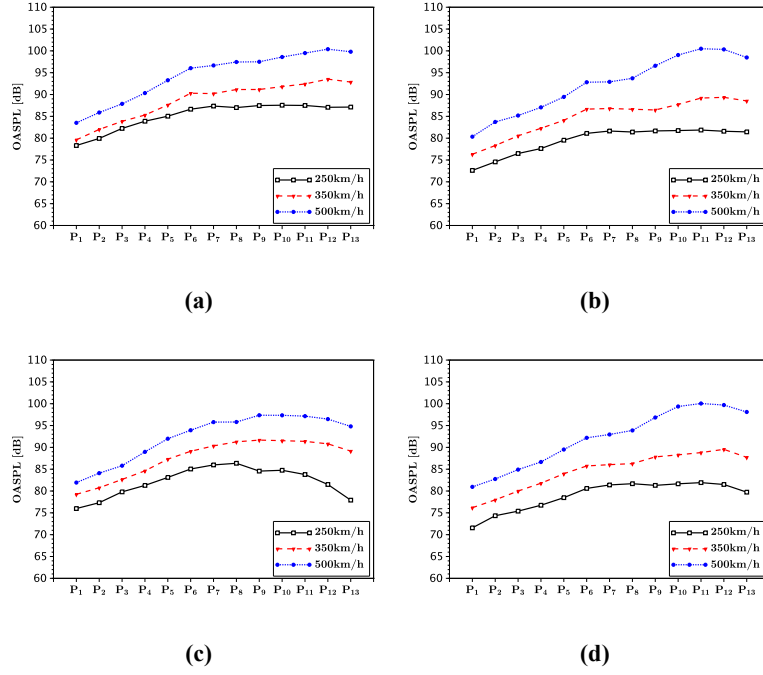 110
105
100
95
90
85
80
75
70
65
60
OASPL [dB]
250km/h
350km/h
500km/h
P₁ P₂ P₃ P₄ P₅ P₆ P₇ P₈ P₉ P₁₀ P₁₁ P₁₂ P₁₃
(a)
110
105
100
95
90
85
80
75
70
65
60
OASPL [dB]
250km/h
350km/h
500km/h
P₁ P₂ P₃ P₄ P₅ P₆ P₇ P₈ P₉ P₁₀ P₁₁ P₁₂ P₁₃
(b)
110
105
100
95
90
85
80
75
70
65
60
OASPL [dB]
250km/h
350km/h
500km/h
P₁ P₂ P₃ P₄ P₅ P₆ P₇ P₈ P₉ P₁₀ P₁₁ P₁₂ P₁₃
(c)
110
105
100
95
90
85
80
75
70
65
60
OASPL [dB]
250km/h
350km/h
500km/h
P₁ P₂ P₃ P₄ P₅ P₆ P₇ P₈ P₉ P₁₀ P₁₁ P₁₂ P₁₃
(d)